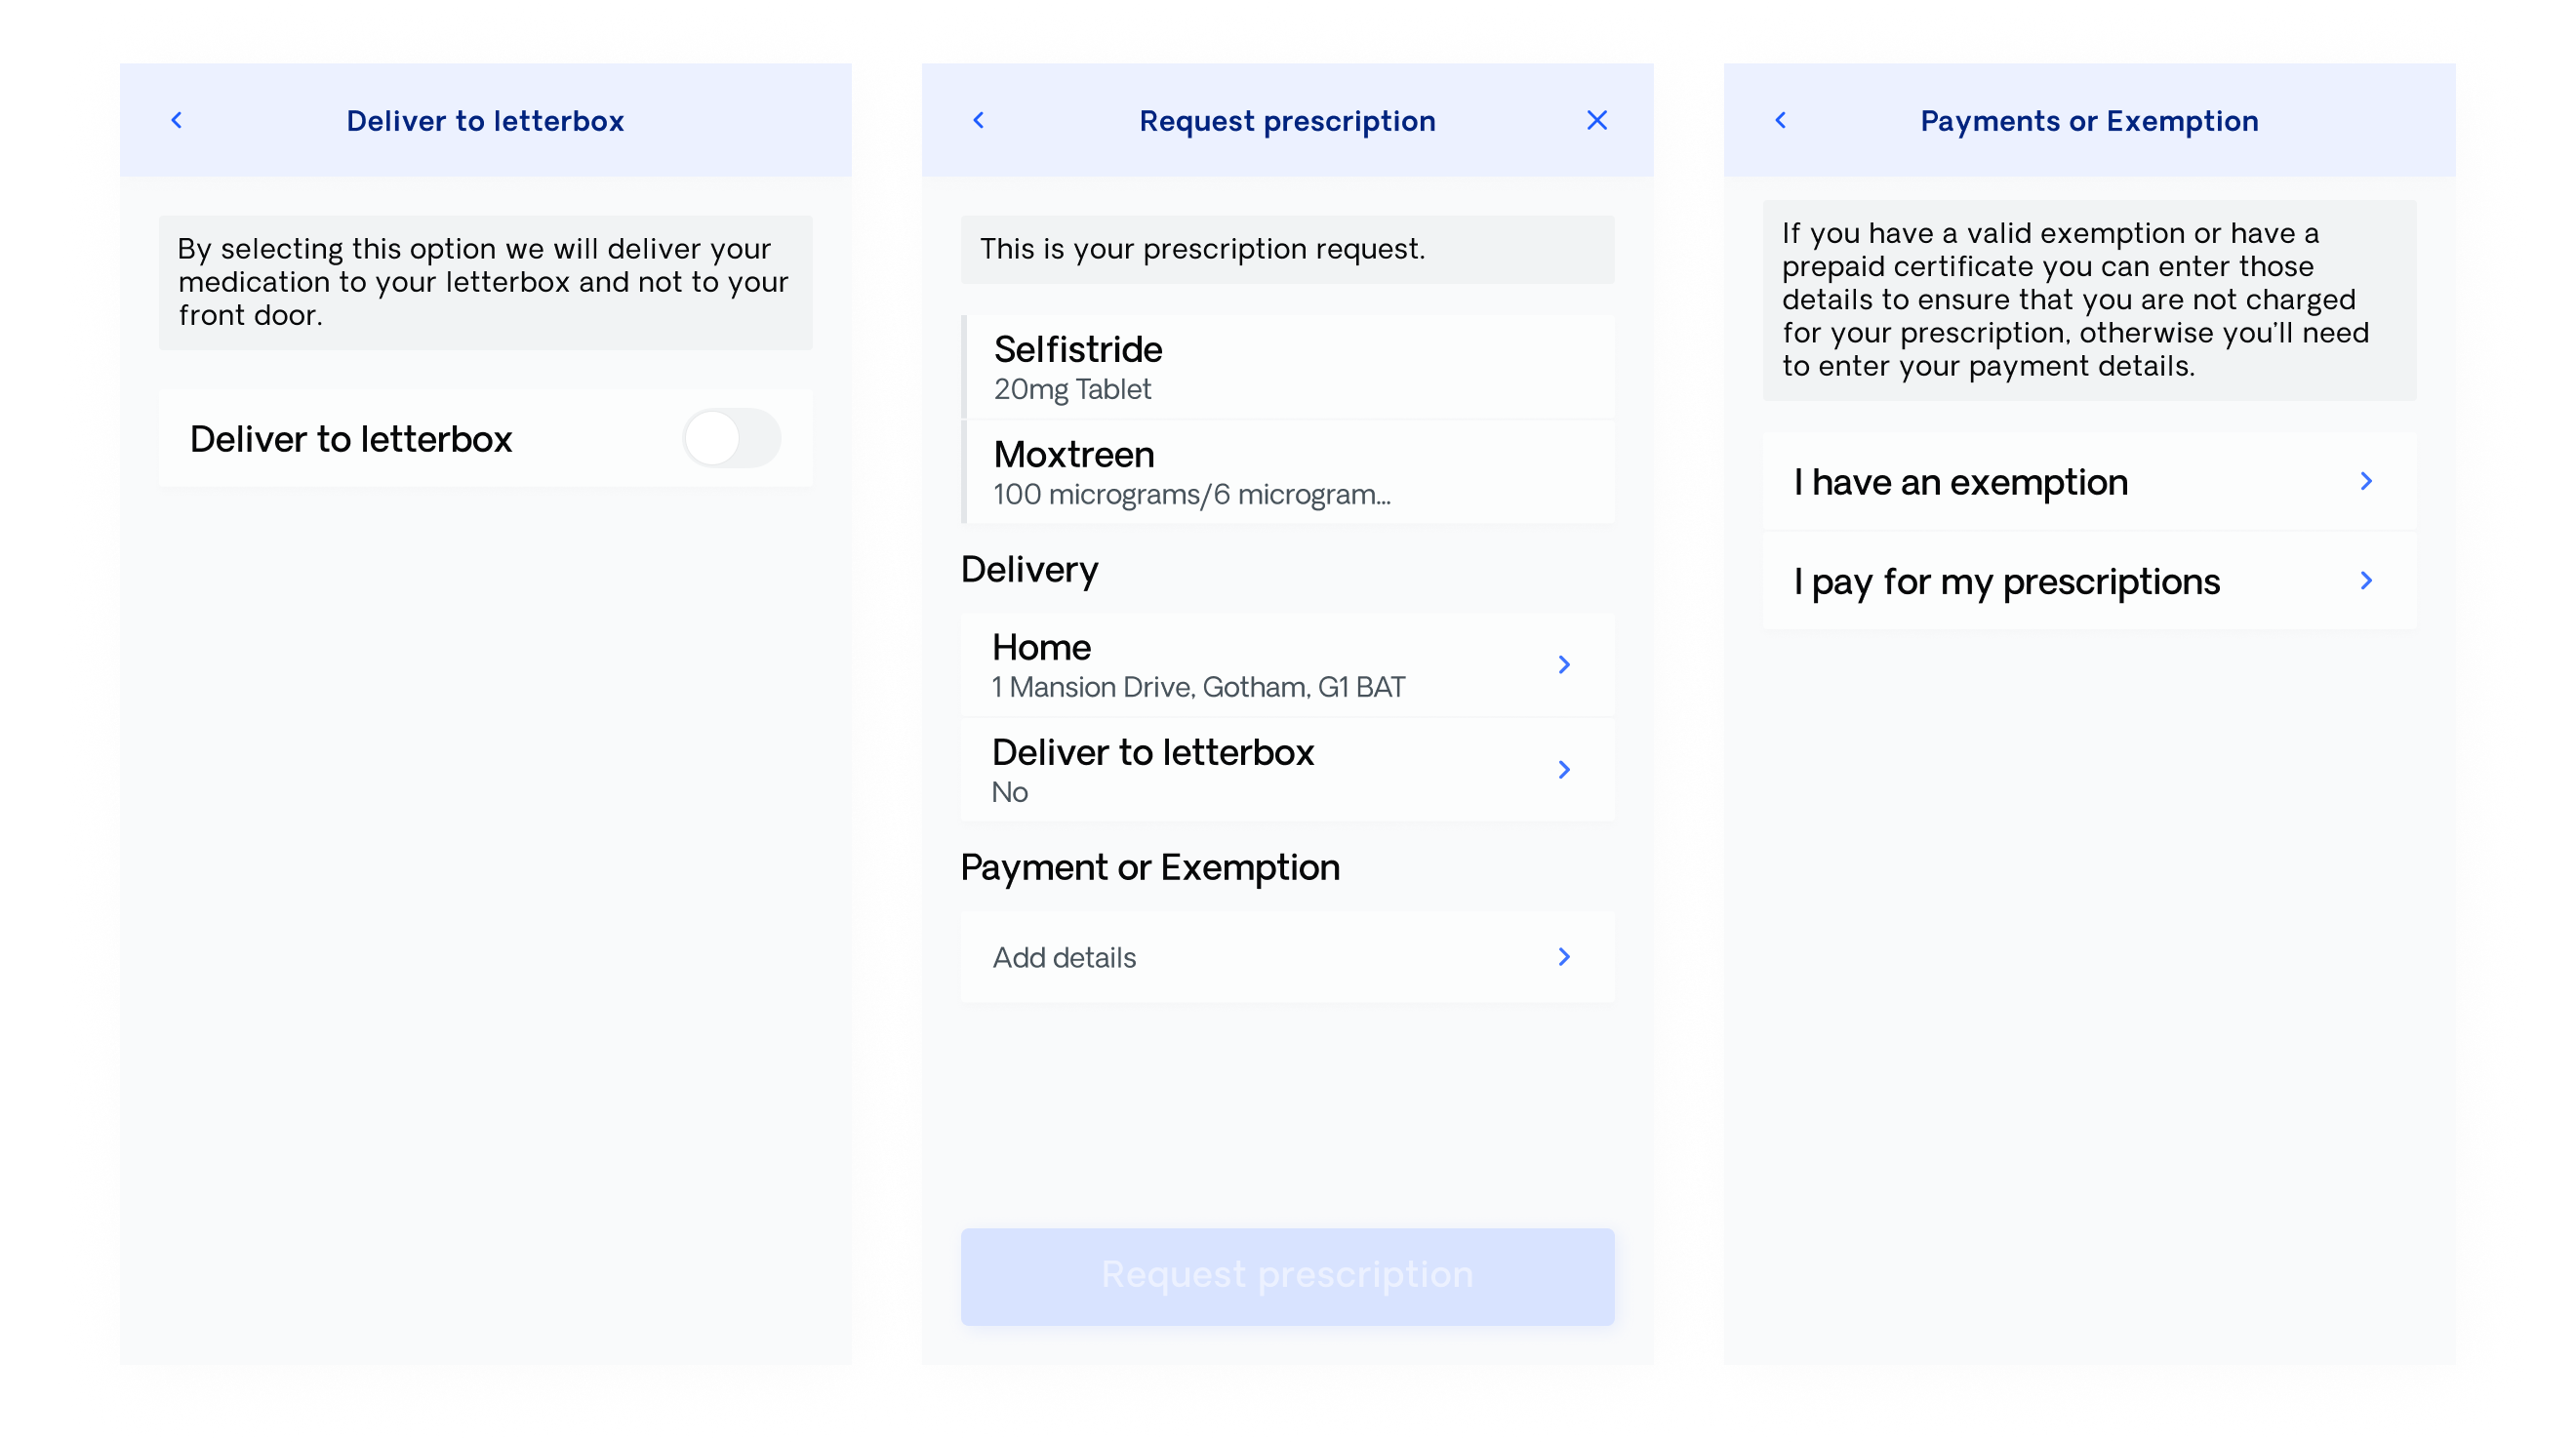 Deliver to letterbox
By selecting this option we will deliver your
medication to your letterbox and not to your
front door.
Deliver to letterbox
Request prescription
This is your prescription request.
Selfistride
20mg Tablet
Moxtreen
100 micrograms/6 microgram...
Delivery
Home
1 Mansion Drive, Gotham, G1 BAT
Deliver to letterbox
No
Payment or Exemption
Add details
Request prescription
Payments or Exemption
If you have a valid exemption or have a
prepaid certificate you can enter those
details to ensure that you are not charged
for your prescription, otherwise you’ll need
to enter your payment details.
I have an exemption
I pay for my prescriptions